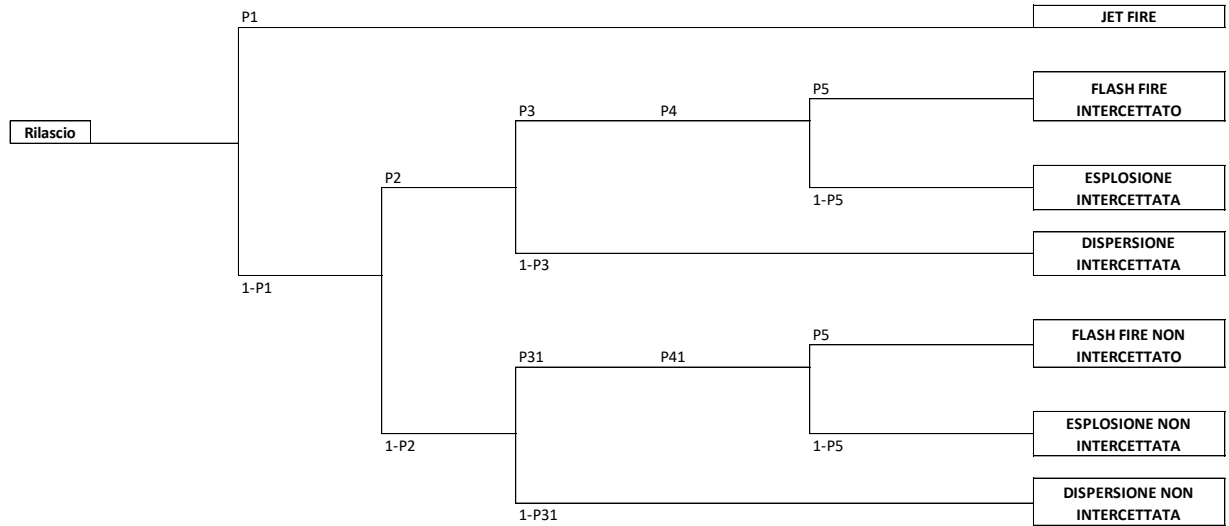 P1
JET FIRE
P5
FLASH FIRE
INTERCETTATO
P3
P4
Rilascio
P2
1-P5
ESPLOSIONE
INTERCETTATA
1-P3
DISPERSIONE
INTERCETTATA
1-P1
P5
FLASH FIRE NON
INTERCETTATO
P31
P41
1-P2
1-P5
ESPLOSIONE NON
INTERCETTATA
1-P31
DISPERSIONE NON
INTERCETTATA